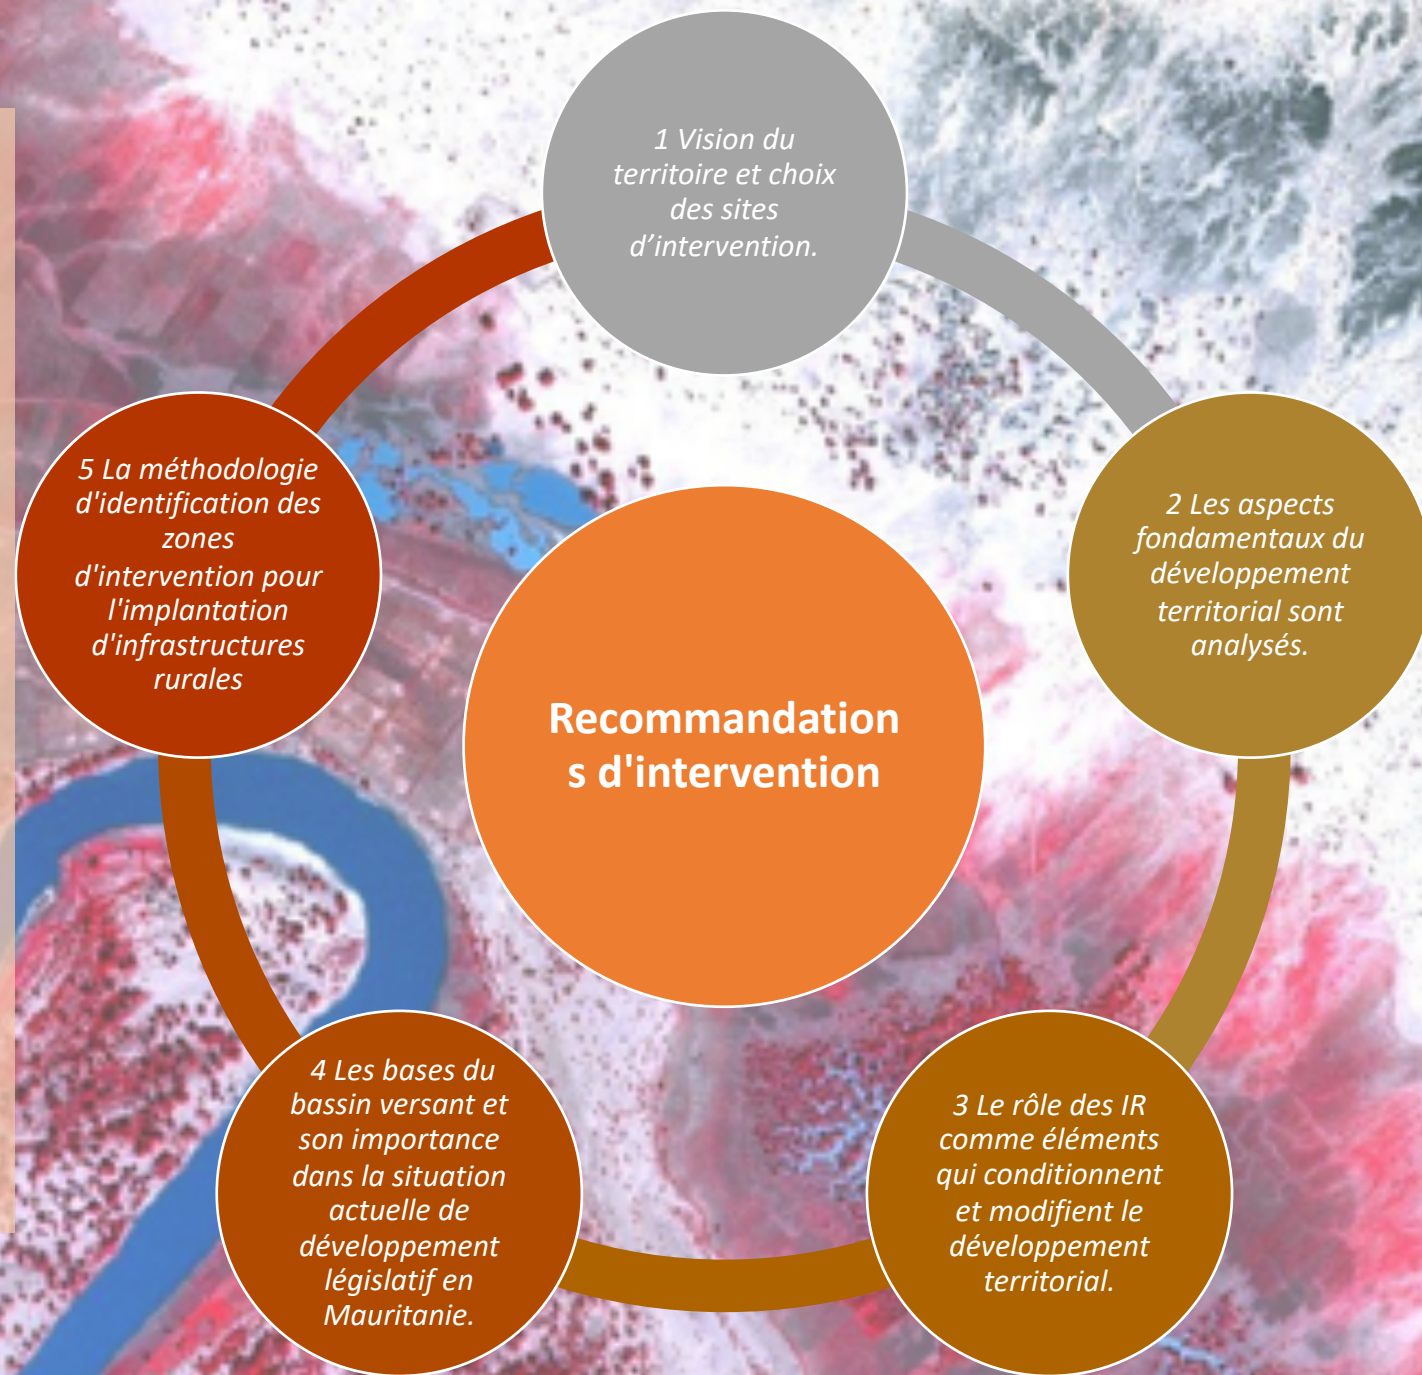 1 Vision du
territoire et choix
des sites
d’intervention.
2 Les aspects
fondamentaux du
développement
territorial sont
analysés.
3 Le rôle des IR
comme éléments
qui conditionnent
et modifient le
développement
territorial.
4 Les bases du
bassin versant et
son importance
dans la situation
actuelle de
développement
législatif en
Mauritanie.
5 La méthodologie
d'identification des
zones
d'intervention pour
l'implantation
d'infrastructures
rurales
Recommandation
s d'intervention